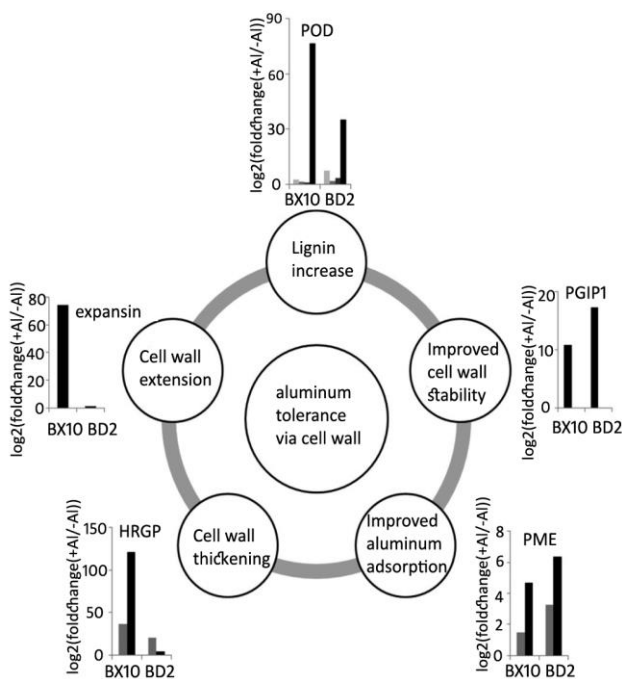 POD
log2(foldchange(+Al/-Al))
90
60
30
0
BX10 BD2
Lignin
increase
expansin
log2(foldchange(+Al/-Al))
80
60
40
20
0
BX10 BD2
Cell wall
extension
PGIP1
log2(foldchange(+Al/-Al))
20
10
0
BX10 BD2
Improved
cell wall
stability
aluminum
tolerance
via cell wall
HRGP
log2(foldchange(+Al/-Al))
150
100
50
0
BX10 BD2
Cell wall
thickening
Improved
aluminum
adsorption
PME
log2(foldchange(+Al/-Al))
8
6
4
2
0
BX10 BD2